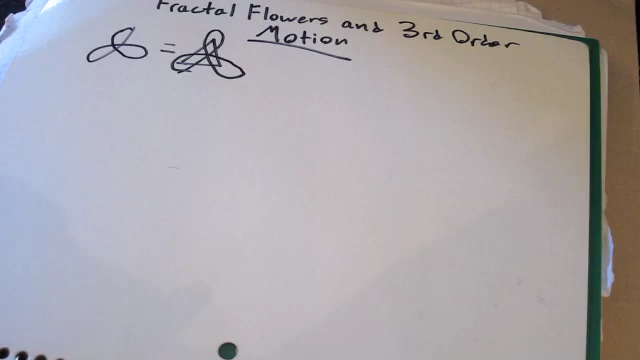 Fractal Flowers and 3rd Order
Motion
=